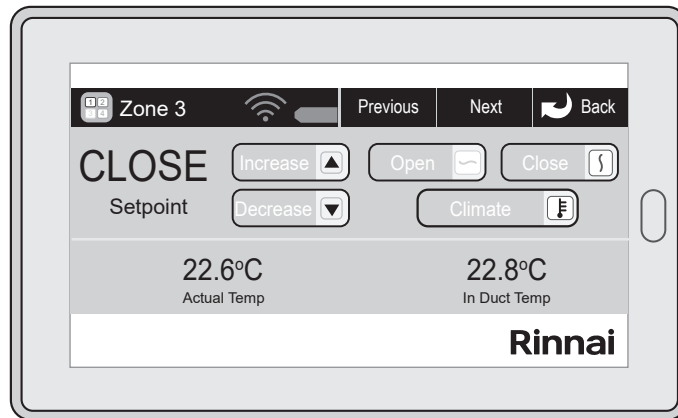 1 2 3 4 Zone 3 Previous Next Back
CLOSE Increase Open Close
Setpoint Decrease Climate
22.6°C 22.8°C
Actual Temp In Duct Temp
Rinnai